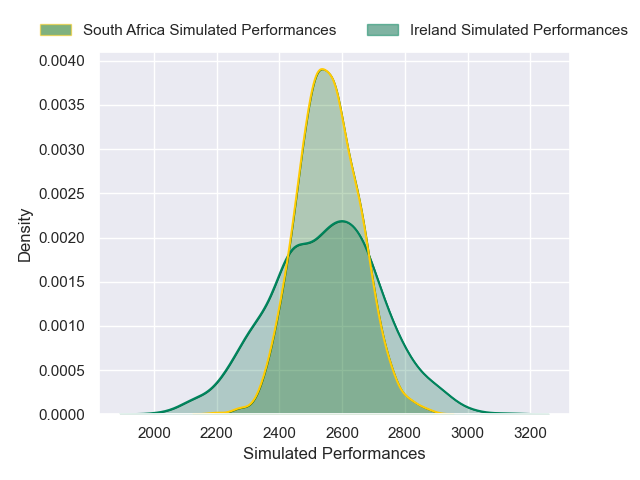 South Africa Simulated Performances
Ireland Simulated Performances
0.0040
0.0035
0.0030
0.0025
0.0020
0.0015
0.0010
0.0005
0.0000
Density
2000 2200 2400 2600 2800 3000 3200
Simulated Performances